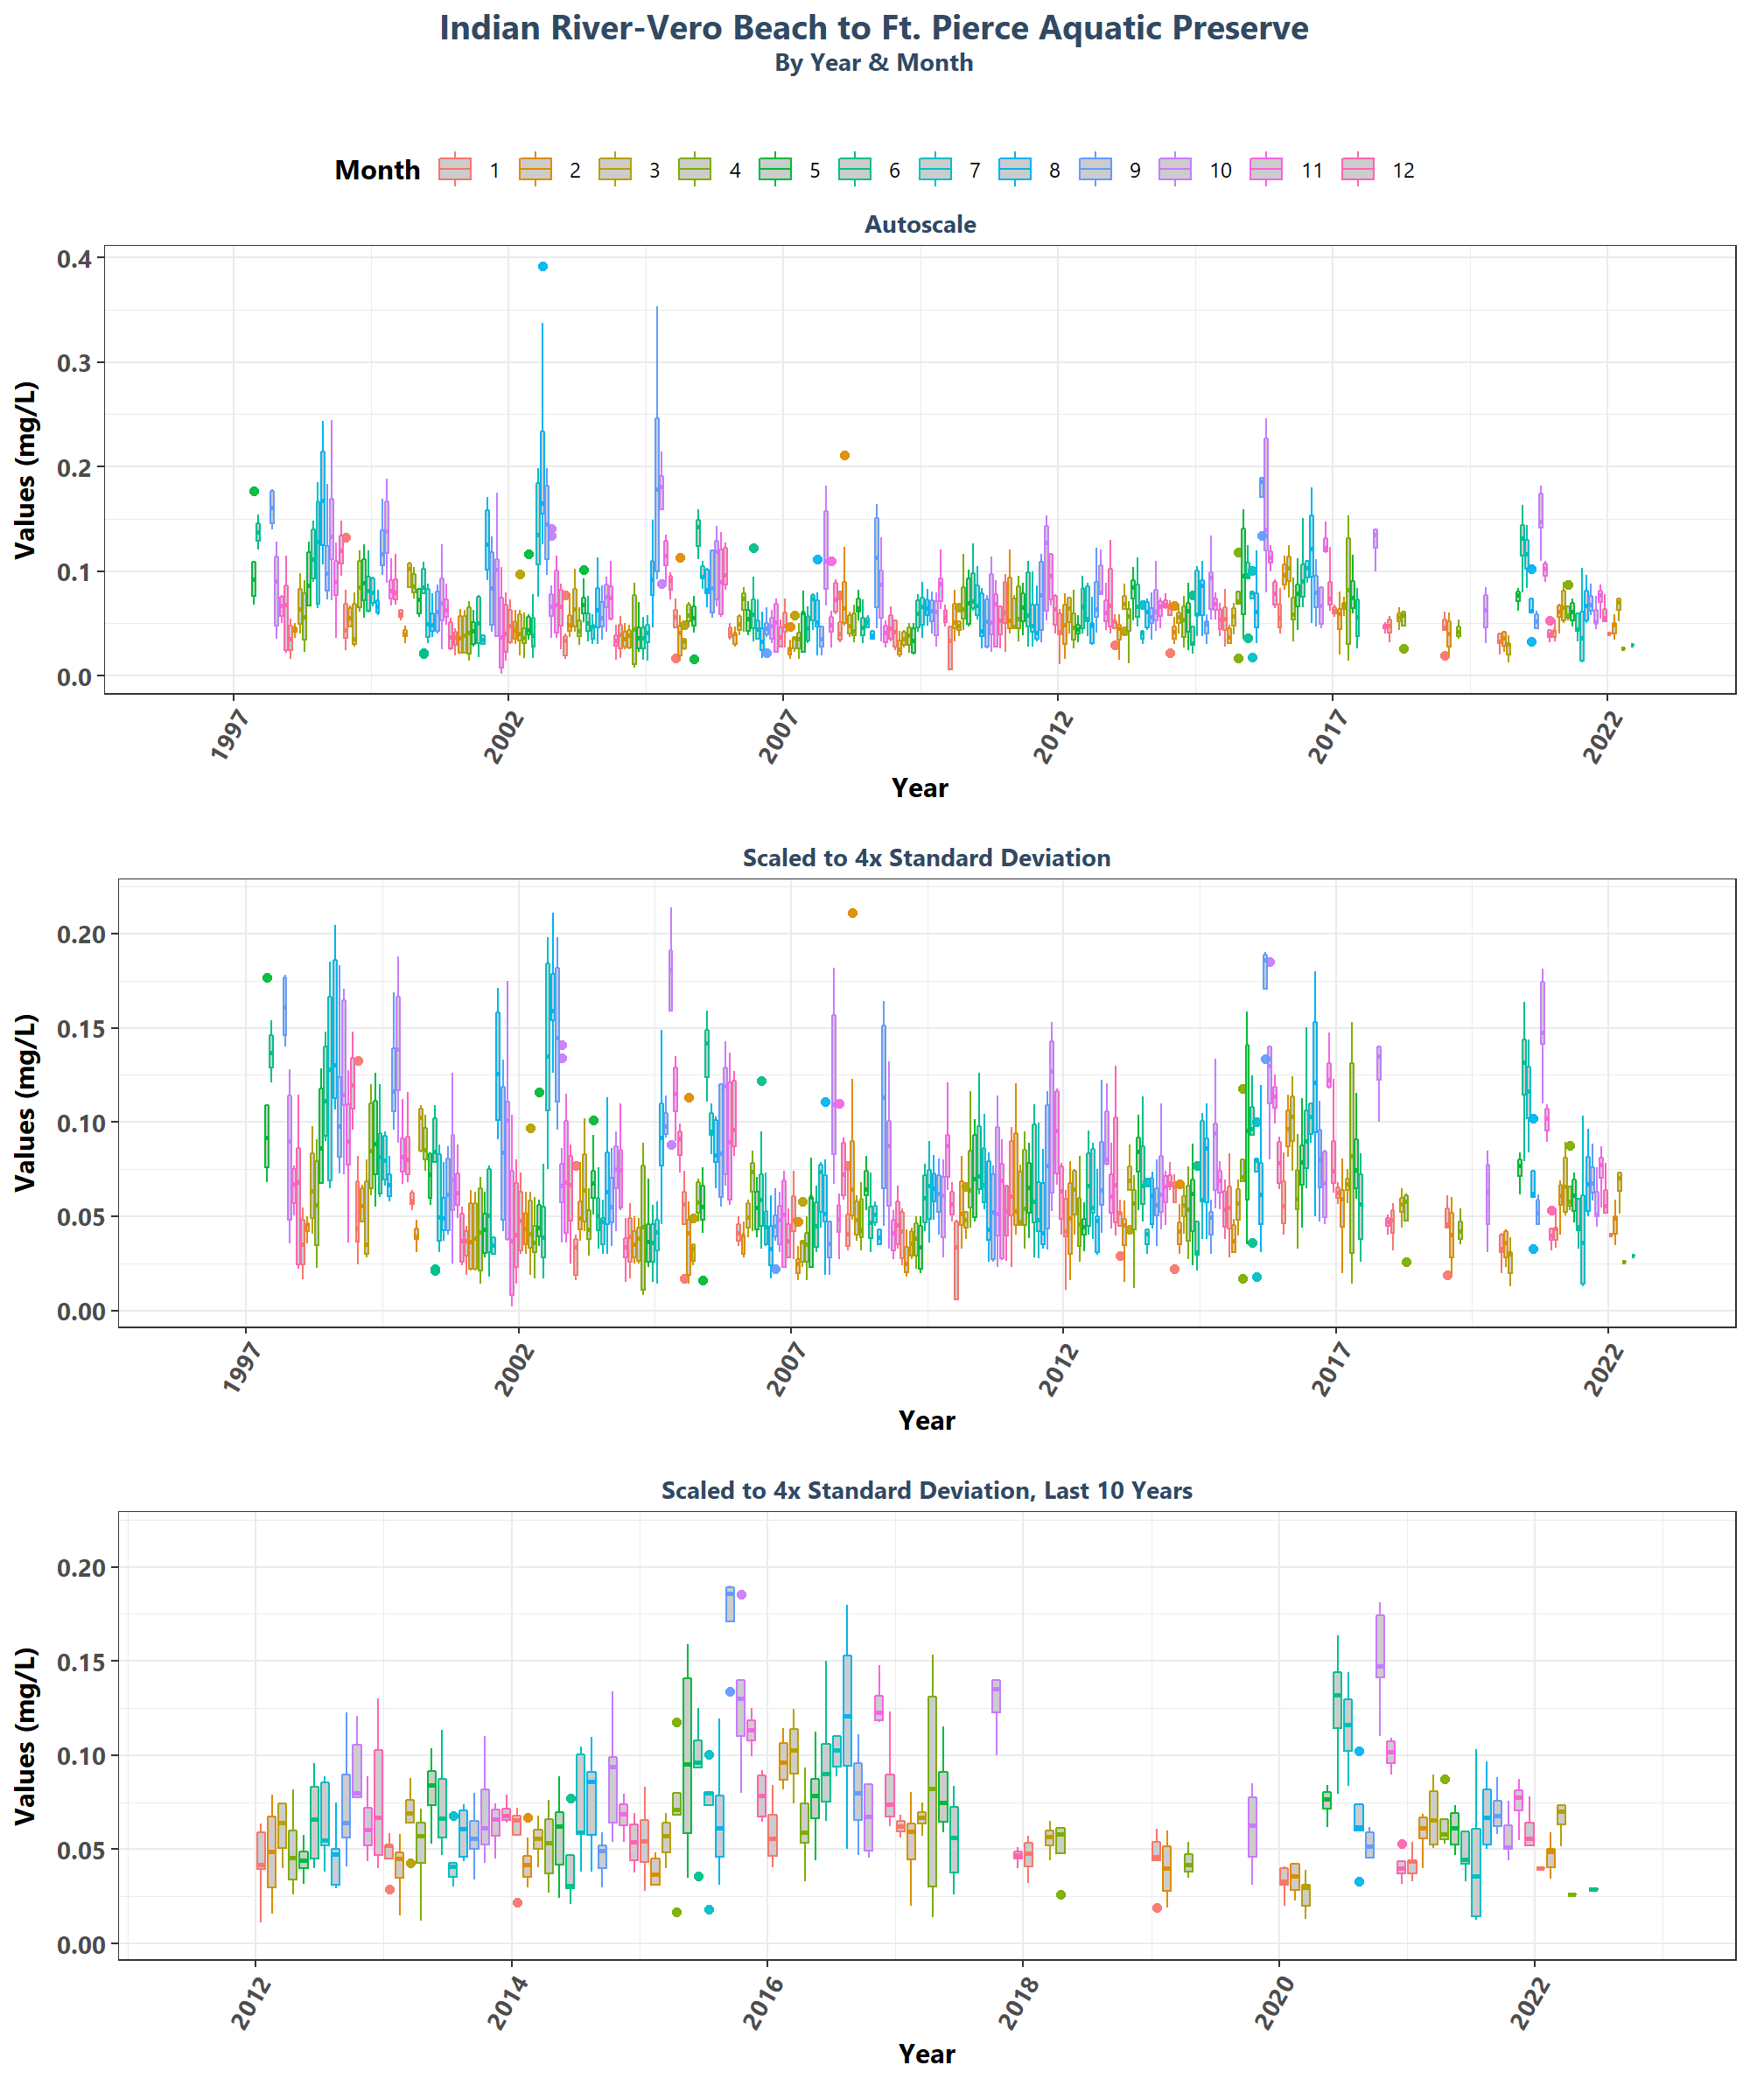 Indian River-Vero Beach to Ft. Pierce Aquatic Preserve
By Year & Month
Month 1 2 3 4 5 6 7 8 9 10 11 12
Autoscale
Values (mg/L)
0.4
0.3
0.2
0.1
0.0
1997 2002 2007 2012 2017 2022
Year
Scaled to 4x Standard Deviation
Values (mg/L)
0.20
0.15
0.10
0.05
0.00
1997 2002 2007 2012 2017 2022
Year
Scaled to 4x Standard Deviation, Last 10 Years
Values (mg/L)
0.20
0.15
0.10
0.05
0.00
2012 2014 2016 2018 2020 2022
Year